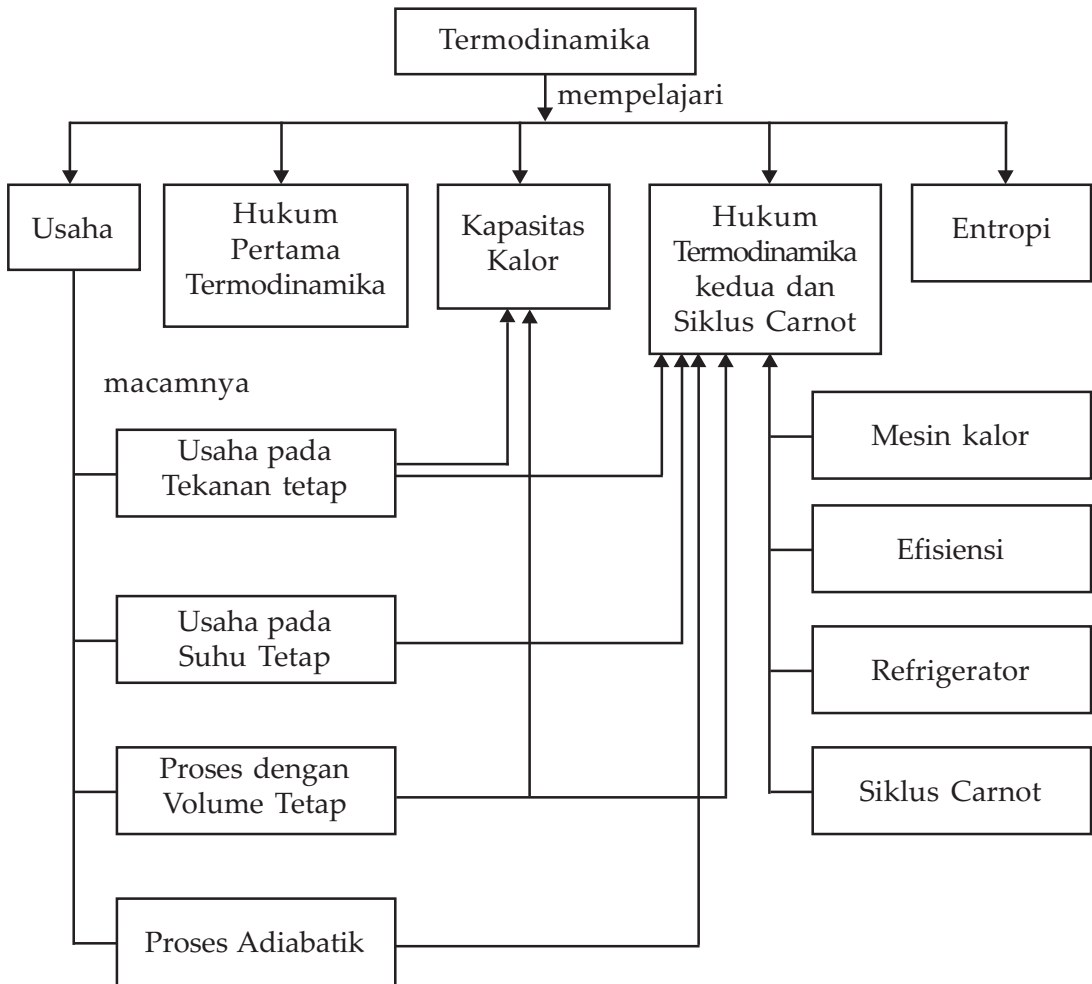 Termodinamika
mempelajari
Usaha
Hukum
Pertama
Termodinamika
Kapasitas
Kalor
Hukum
Termodinamika
kedua dan
Siklus Carnot
Entropi
macamnya
Usaha pada
Tekanan tetap
Usaha pada
Suhu Tetap
Proses dengan
Volume Tetap
Proses Adiabatik
Mesin kalor
Efisiensi
Refrigerator
Siklus Carnot